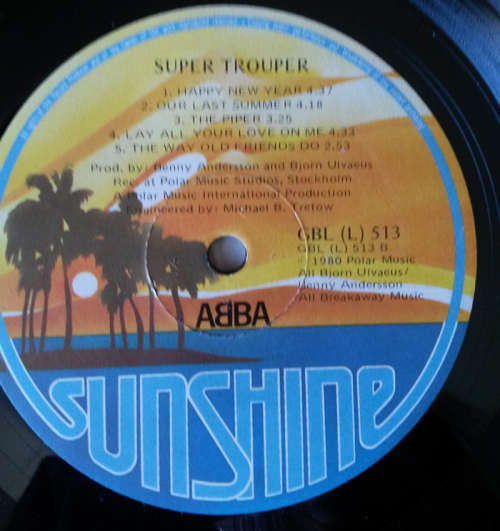 SUPER TROUPER
1. HAPPY NEW YEAR 4.37
2. OUR LAST SUMMER 4.18
3. THE PIPER 3.25
4. LAY ALL YOUR LOVE ON ME 4.33
5. THE WAY OLD FRIENDS DO 2.53
Prod. by: Benny Andersson and Bjorn Ulvaeus
Rec. at Polar Music Studios, Stockholm
A Polar Music International Production
Engineered by: Michael B. Tretow
GBL (L) 513
GBL (L) 513 B
℗ 1980 Polar Music
All Bjorn Ulvaeus/
Benny Andersson
All Breakaway Music
ABBA
sunshine